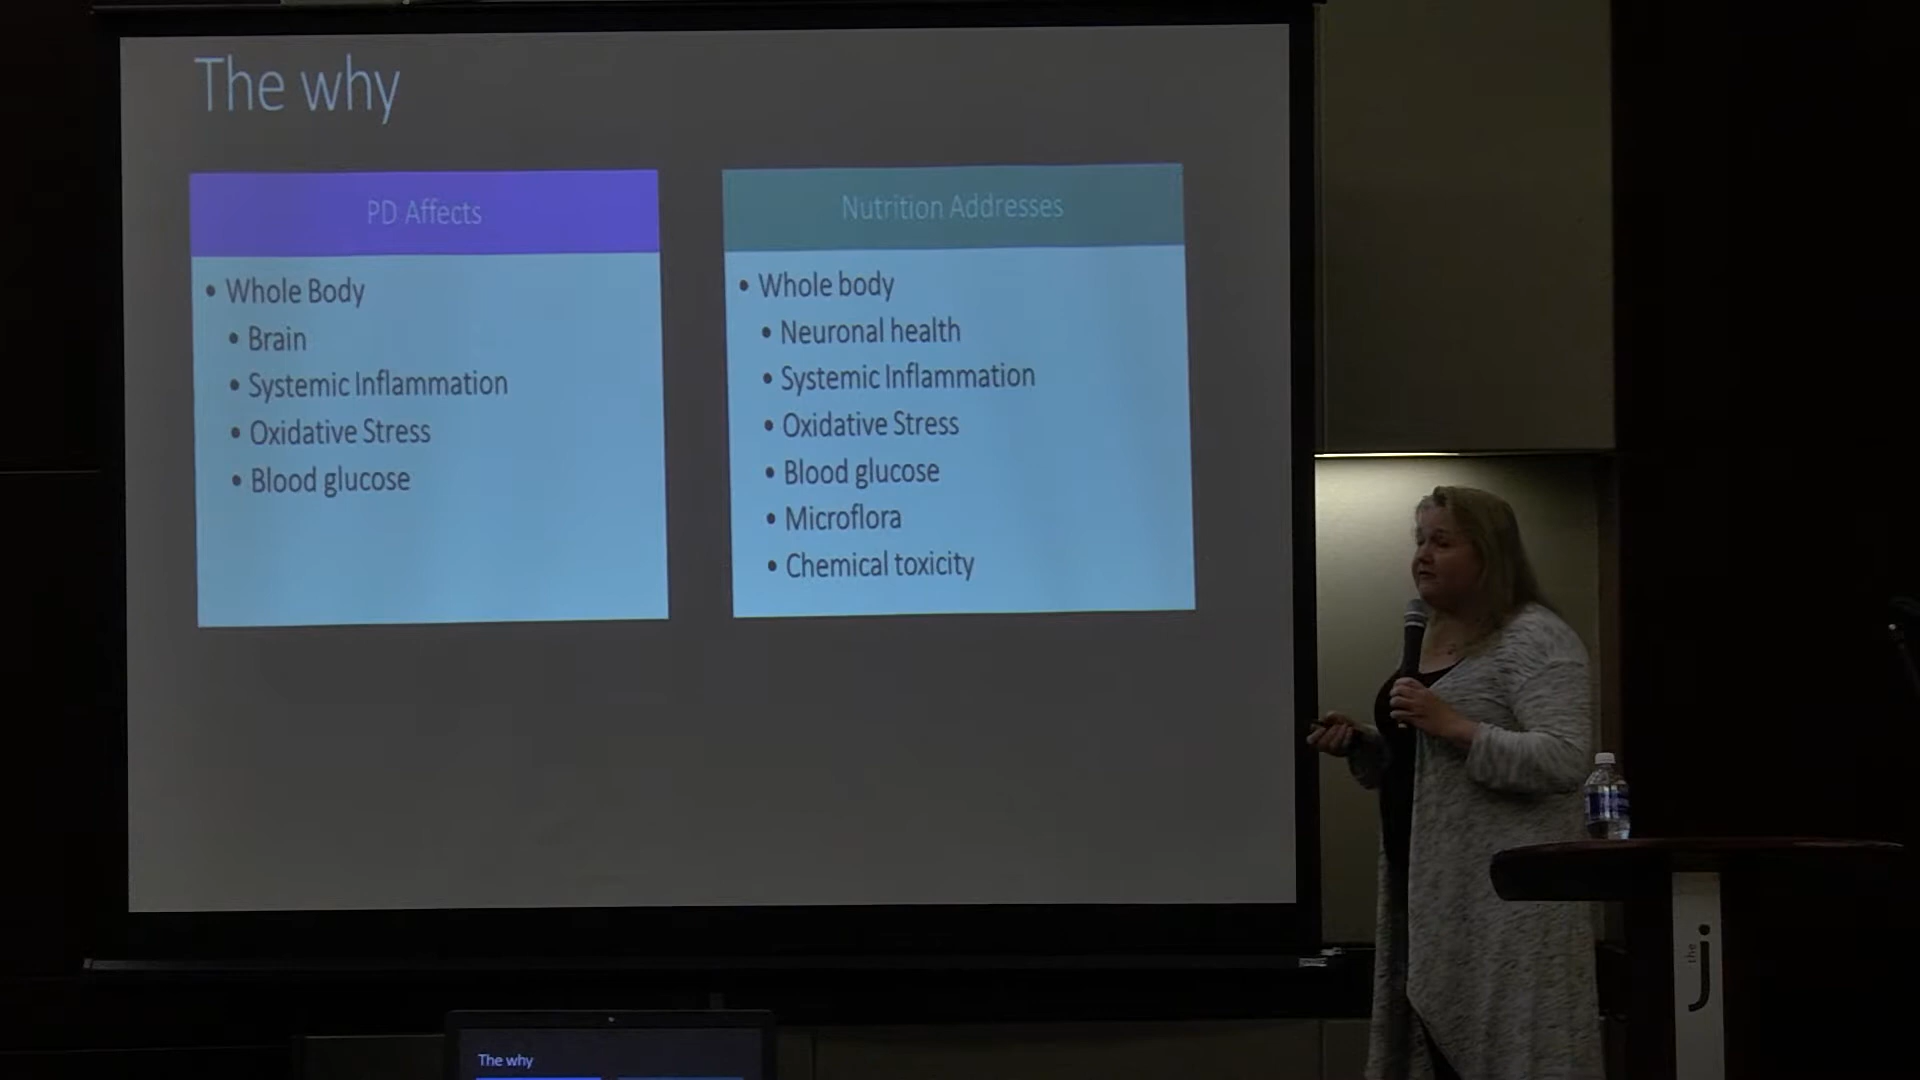 The why
PD Affects
• Whole Body
• Brain
• Systemic Inflammation
• Oxidative Stress
• Blood glucose
Nutrition Addresses
• Whole body
• Neuronal health
• Systemic Inflammation
• Oxidative Stress
• Blood glucose
• Microflora
• Chemical toxicity
the j
The why